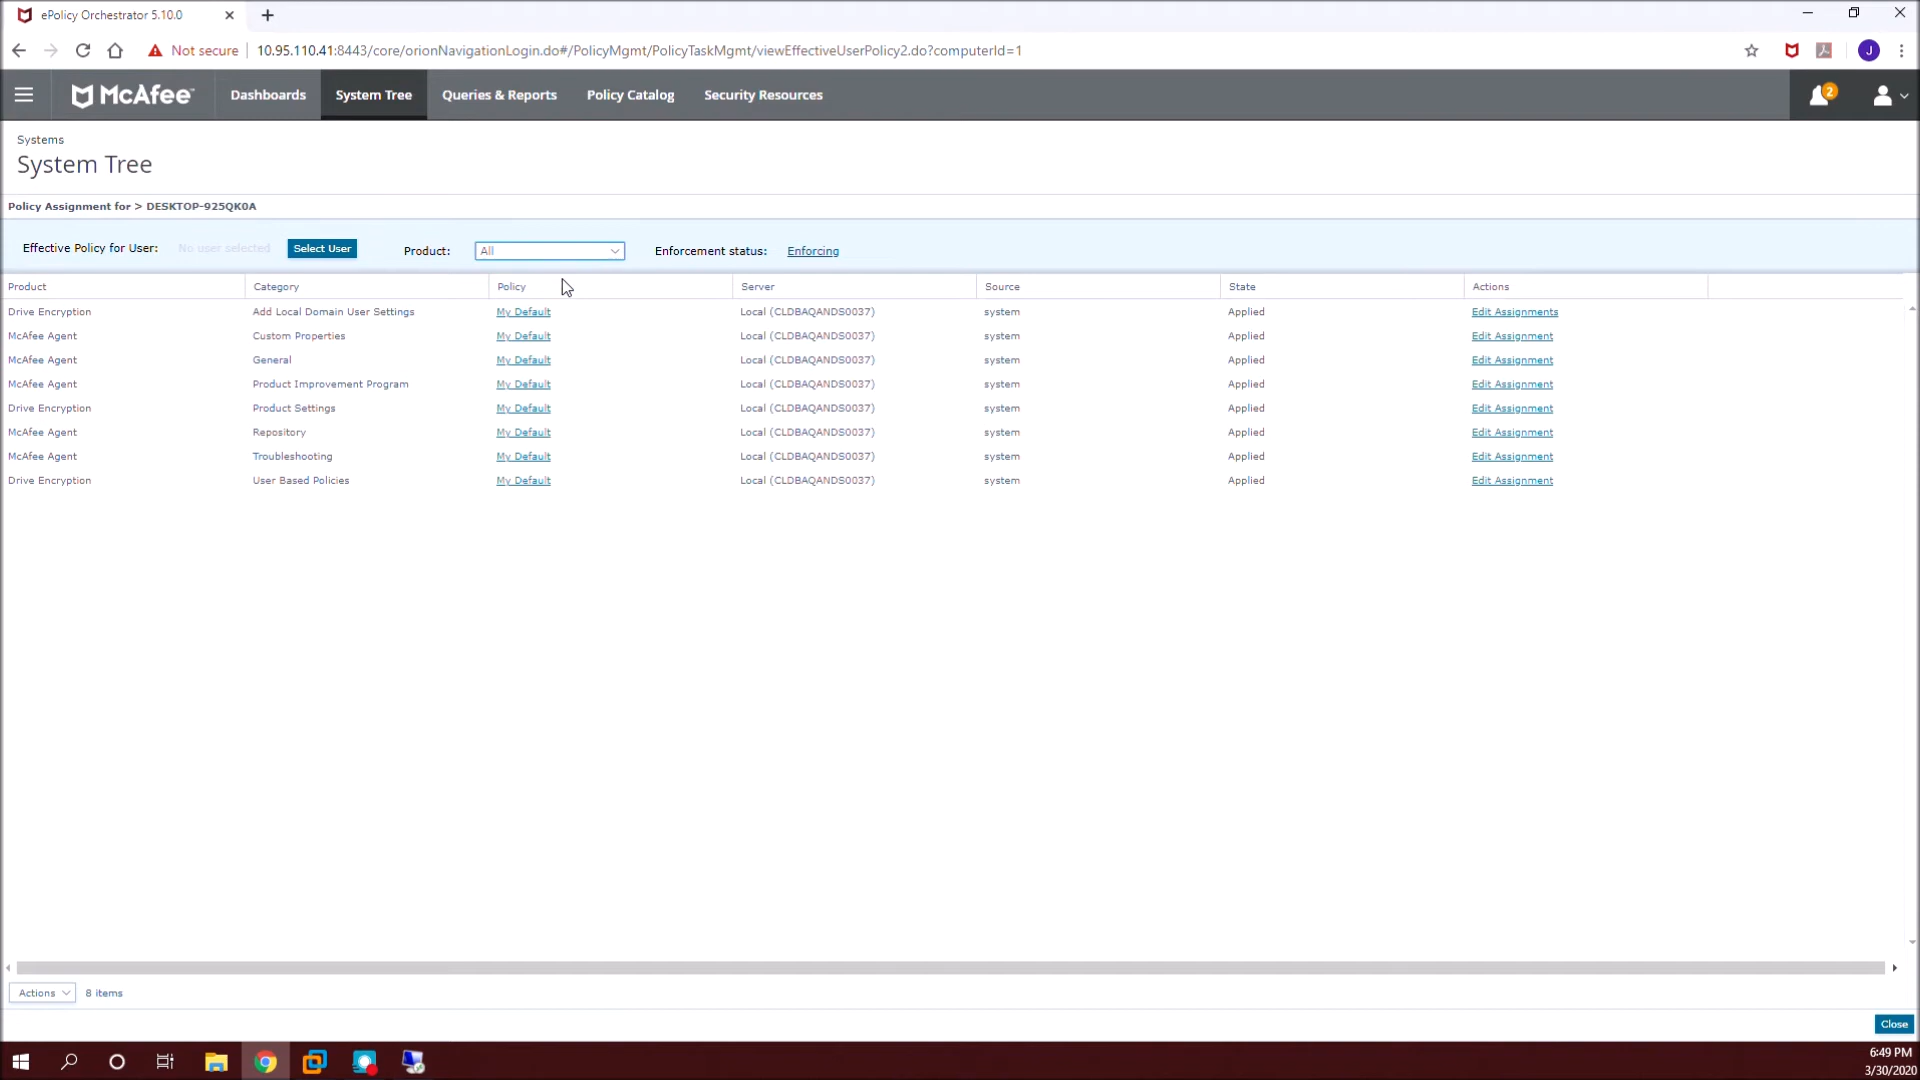 ePolicy Orchestrator 5.10.0
Not secure 10.95.110.41:8443/core/orionNavigationLogin.do#/PolicyMgmt/PolicyTaskMgmt/viewEffectiveUserPolicy2.do?computerId=1 J
McAfee Dashboards System Tree Queries & Reports Policy Catalog Security Resources 2
Systems
System Tree
Policy Assignment for > DESKTOP-925QK0A
Effective Policy for User: No user selected Select User Product: All Enforcement status: Enforcing
Product Category Policy Server Source State Actions
Drive Encryption Add Local Domain User Settings My Default Local (CLDBAQANDS0037) system Applied Edit Assignments
McAfee Agent Custom Properties My Default Local (CLDBAQANDS0037) system Applied Edit Assignment
McAfee Agent General My Default Local (CLDBAQANDS0037) system Applied Edit Assignment
McAfee Agent Product Improvement Program My Default Local (CLDBAQANDS0037) system Applied Edit Assignment
Drive Encryption Product Settings My Default Local (CLDBAQANDS0037) system Applied Edit Assignment
McAfee Agent Repository My Default Local (CLDBAQANDS0037) system Applied Edit Assignment
McAfee Agent Troubleshooting My Default Local (CLDBAQANDS0037) system Applied Edit Assignment
Drive Encryption User Based Policies My Default Local (CLDBAQANDS0037) system Applied Edit Assignment
Actions 8 items
Close
6:49 PM
3/30/2020